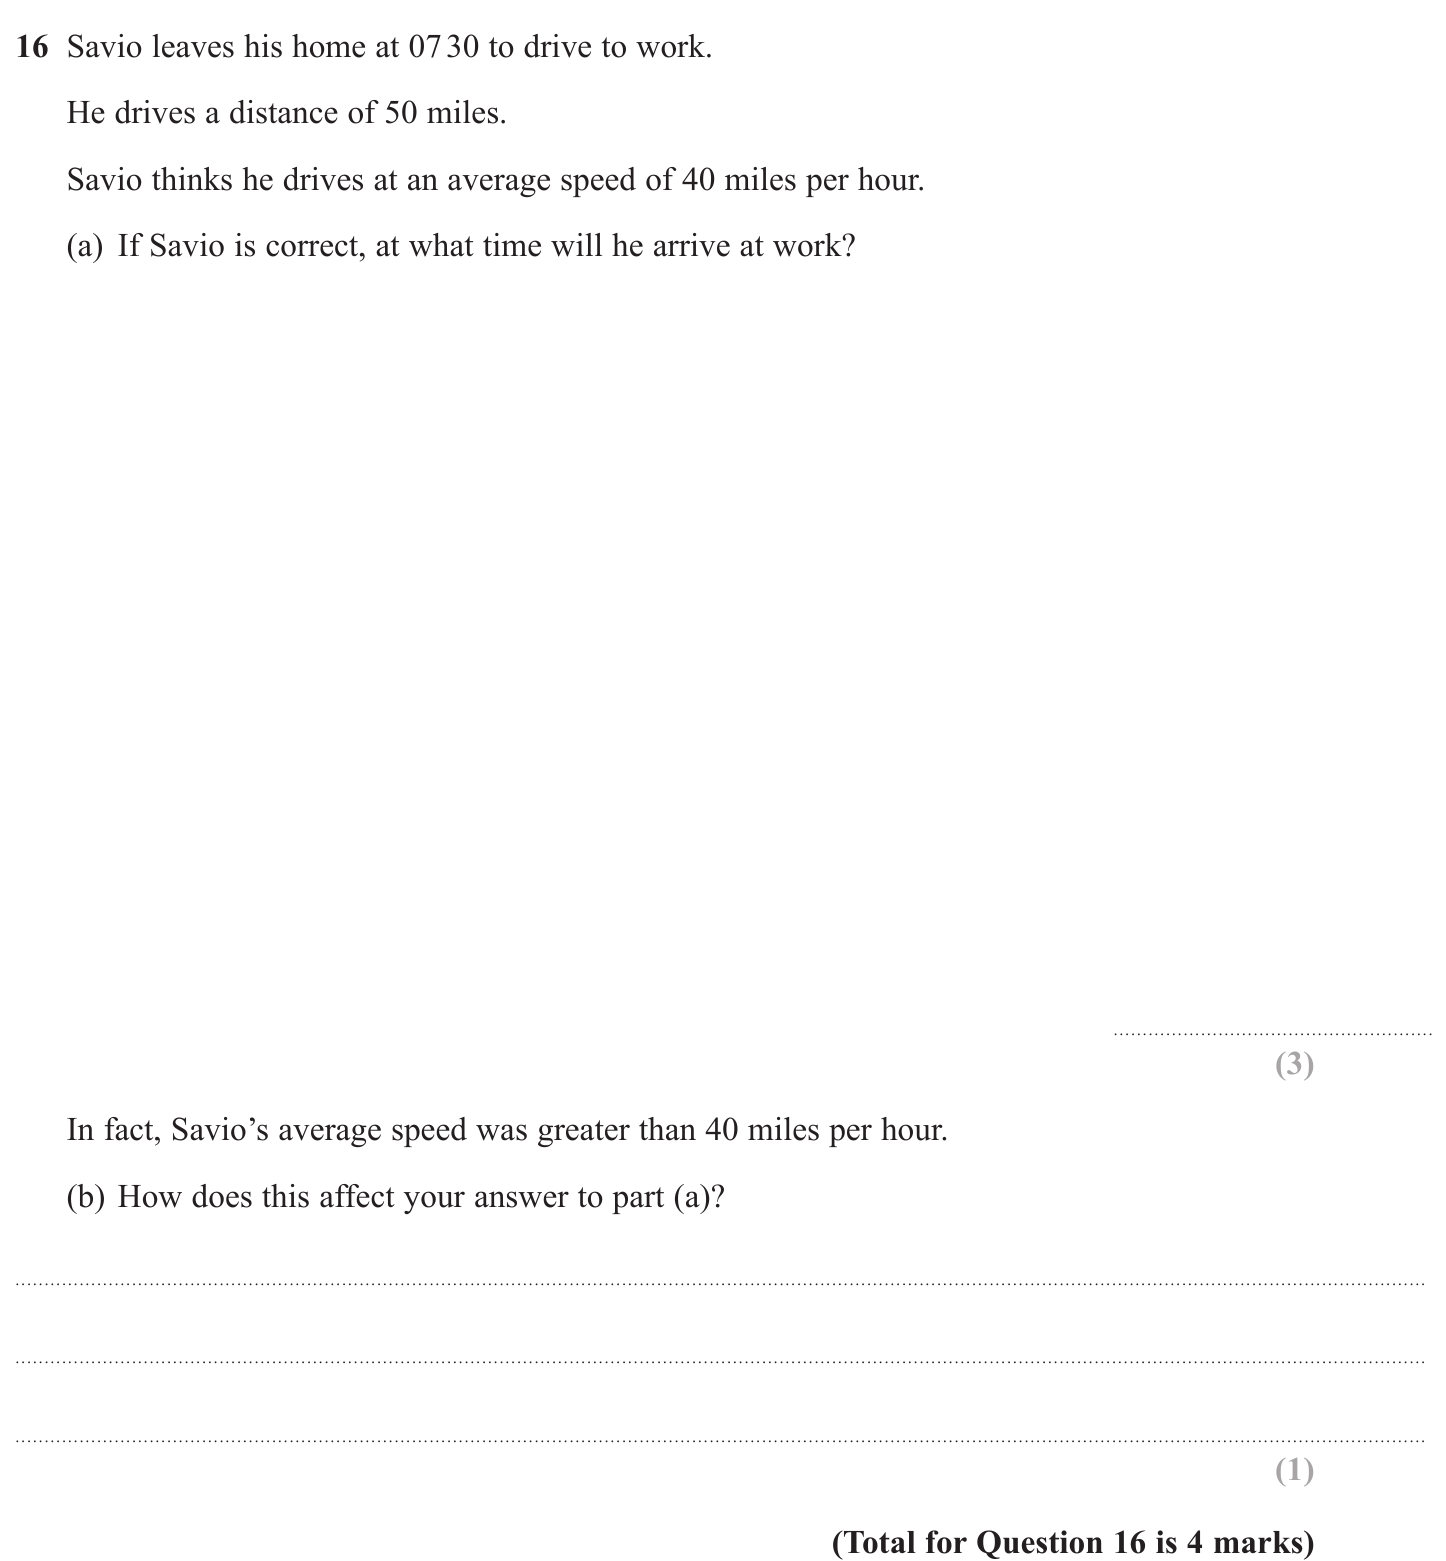 16 Savio leaves his home at 07 30 to drive to work.
He drives a distance of 50 miles.
Savio thinks he drives at an average speed of 40 miles per hour.
(a) If Savio is correct, at what time will he arrive at work?
(3)
In fact, Savio’s average speed was greater than 40 miles per hour.
(b) How does this affect your answer to part (a)?
(1)
(Total for Question 16 is 4 marks)